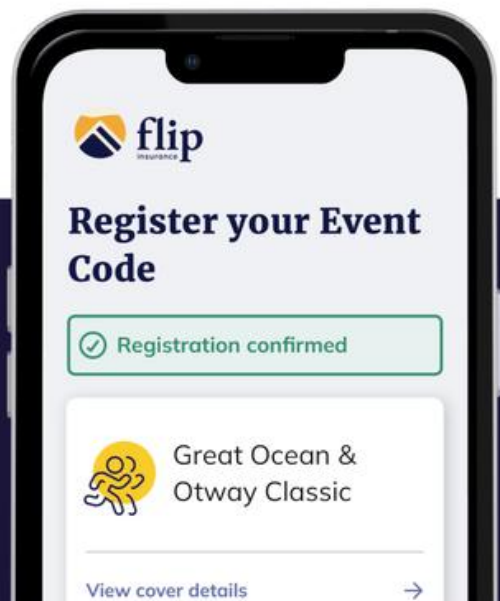 flip
insurance
Register your Event
Code
Registration confirmed
Great Ocean &
Otway Classic
View cover details